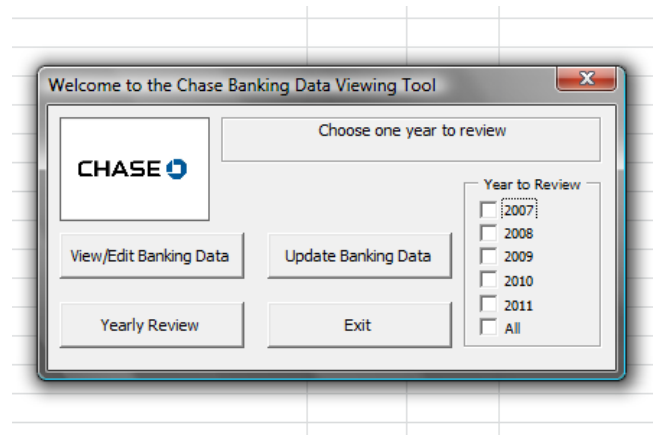 Welcome to the Chase Banking Data Viewing Tool
X
CHASE
Choose one year to review
Year to Review
2007
2008
2009
2010
2011
All
View/Edit Banking Data
Update Banking Data
Yearly Review
Exit